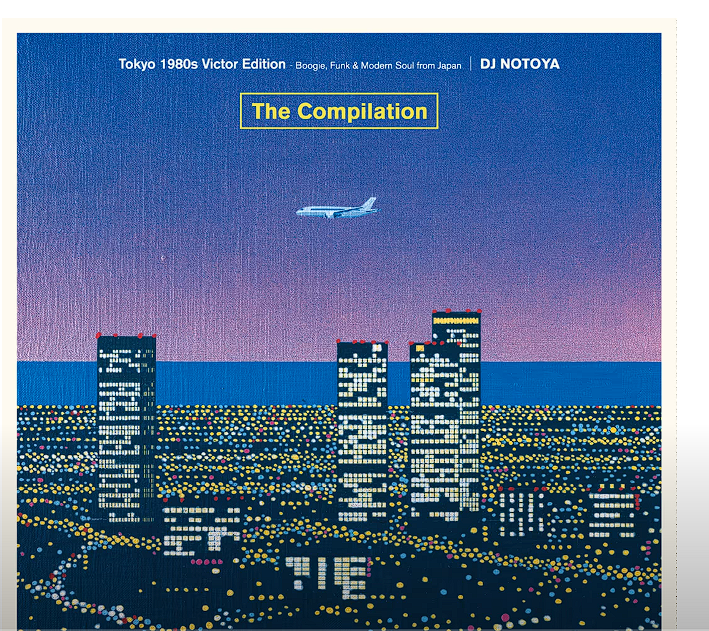 Tokyo 1980s Victor Edition - Boogie, Funk & Modern Soul from Japan | DJ NOTOYA
The Compilation